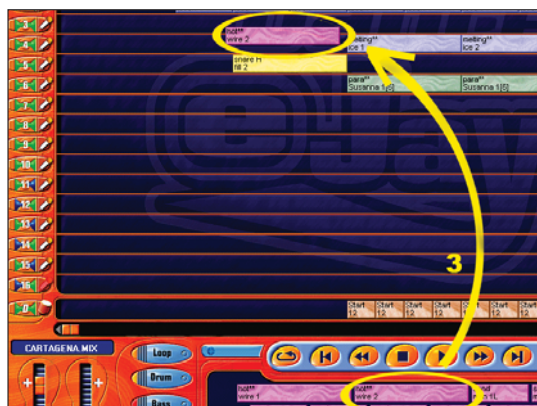 3
hot**
wire 2
melting**
ice 1
melting**
ice 2
4
snare H
fill 2
5
para**
Susanna 1[5]
para**
Susanna 1[5]
6
7
8
9
10
11
12
13
14
15
16
eJay
3
Start
12
Start
12
Start
12
Start
12
Start
12
Start
12
Start
12
CARTAGENA.MIX
Loop
Drum
Bass
hot**
wire 1
hot**
wire 2